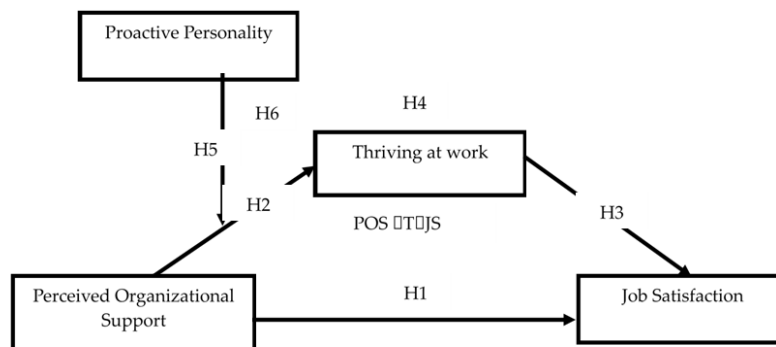 Proactive Personality
H6
H4
H5
Thriving at work
H2
POS 􀀀T􀀀JS
H3
Perceived Organizational
Support
H1
Job Satisfaction